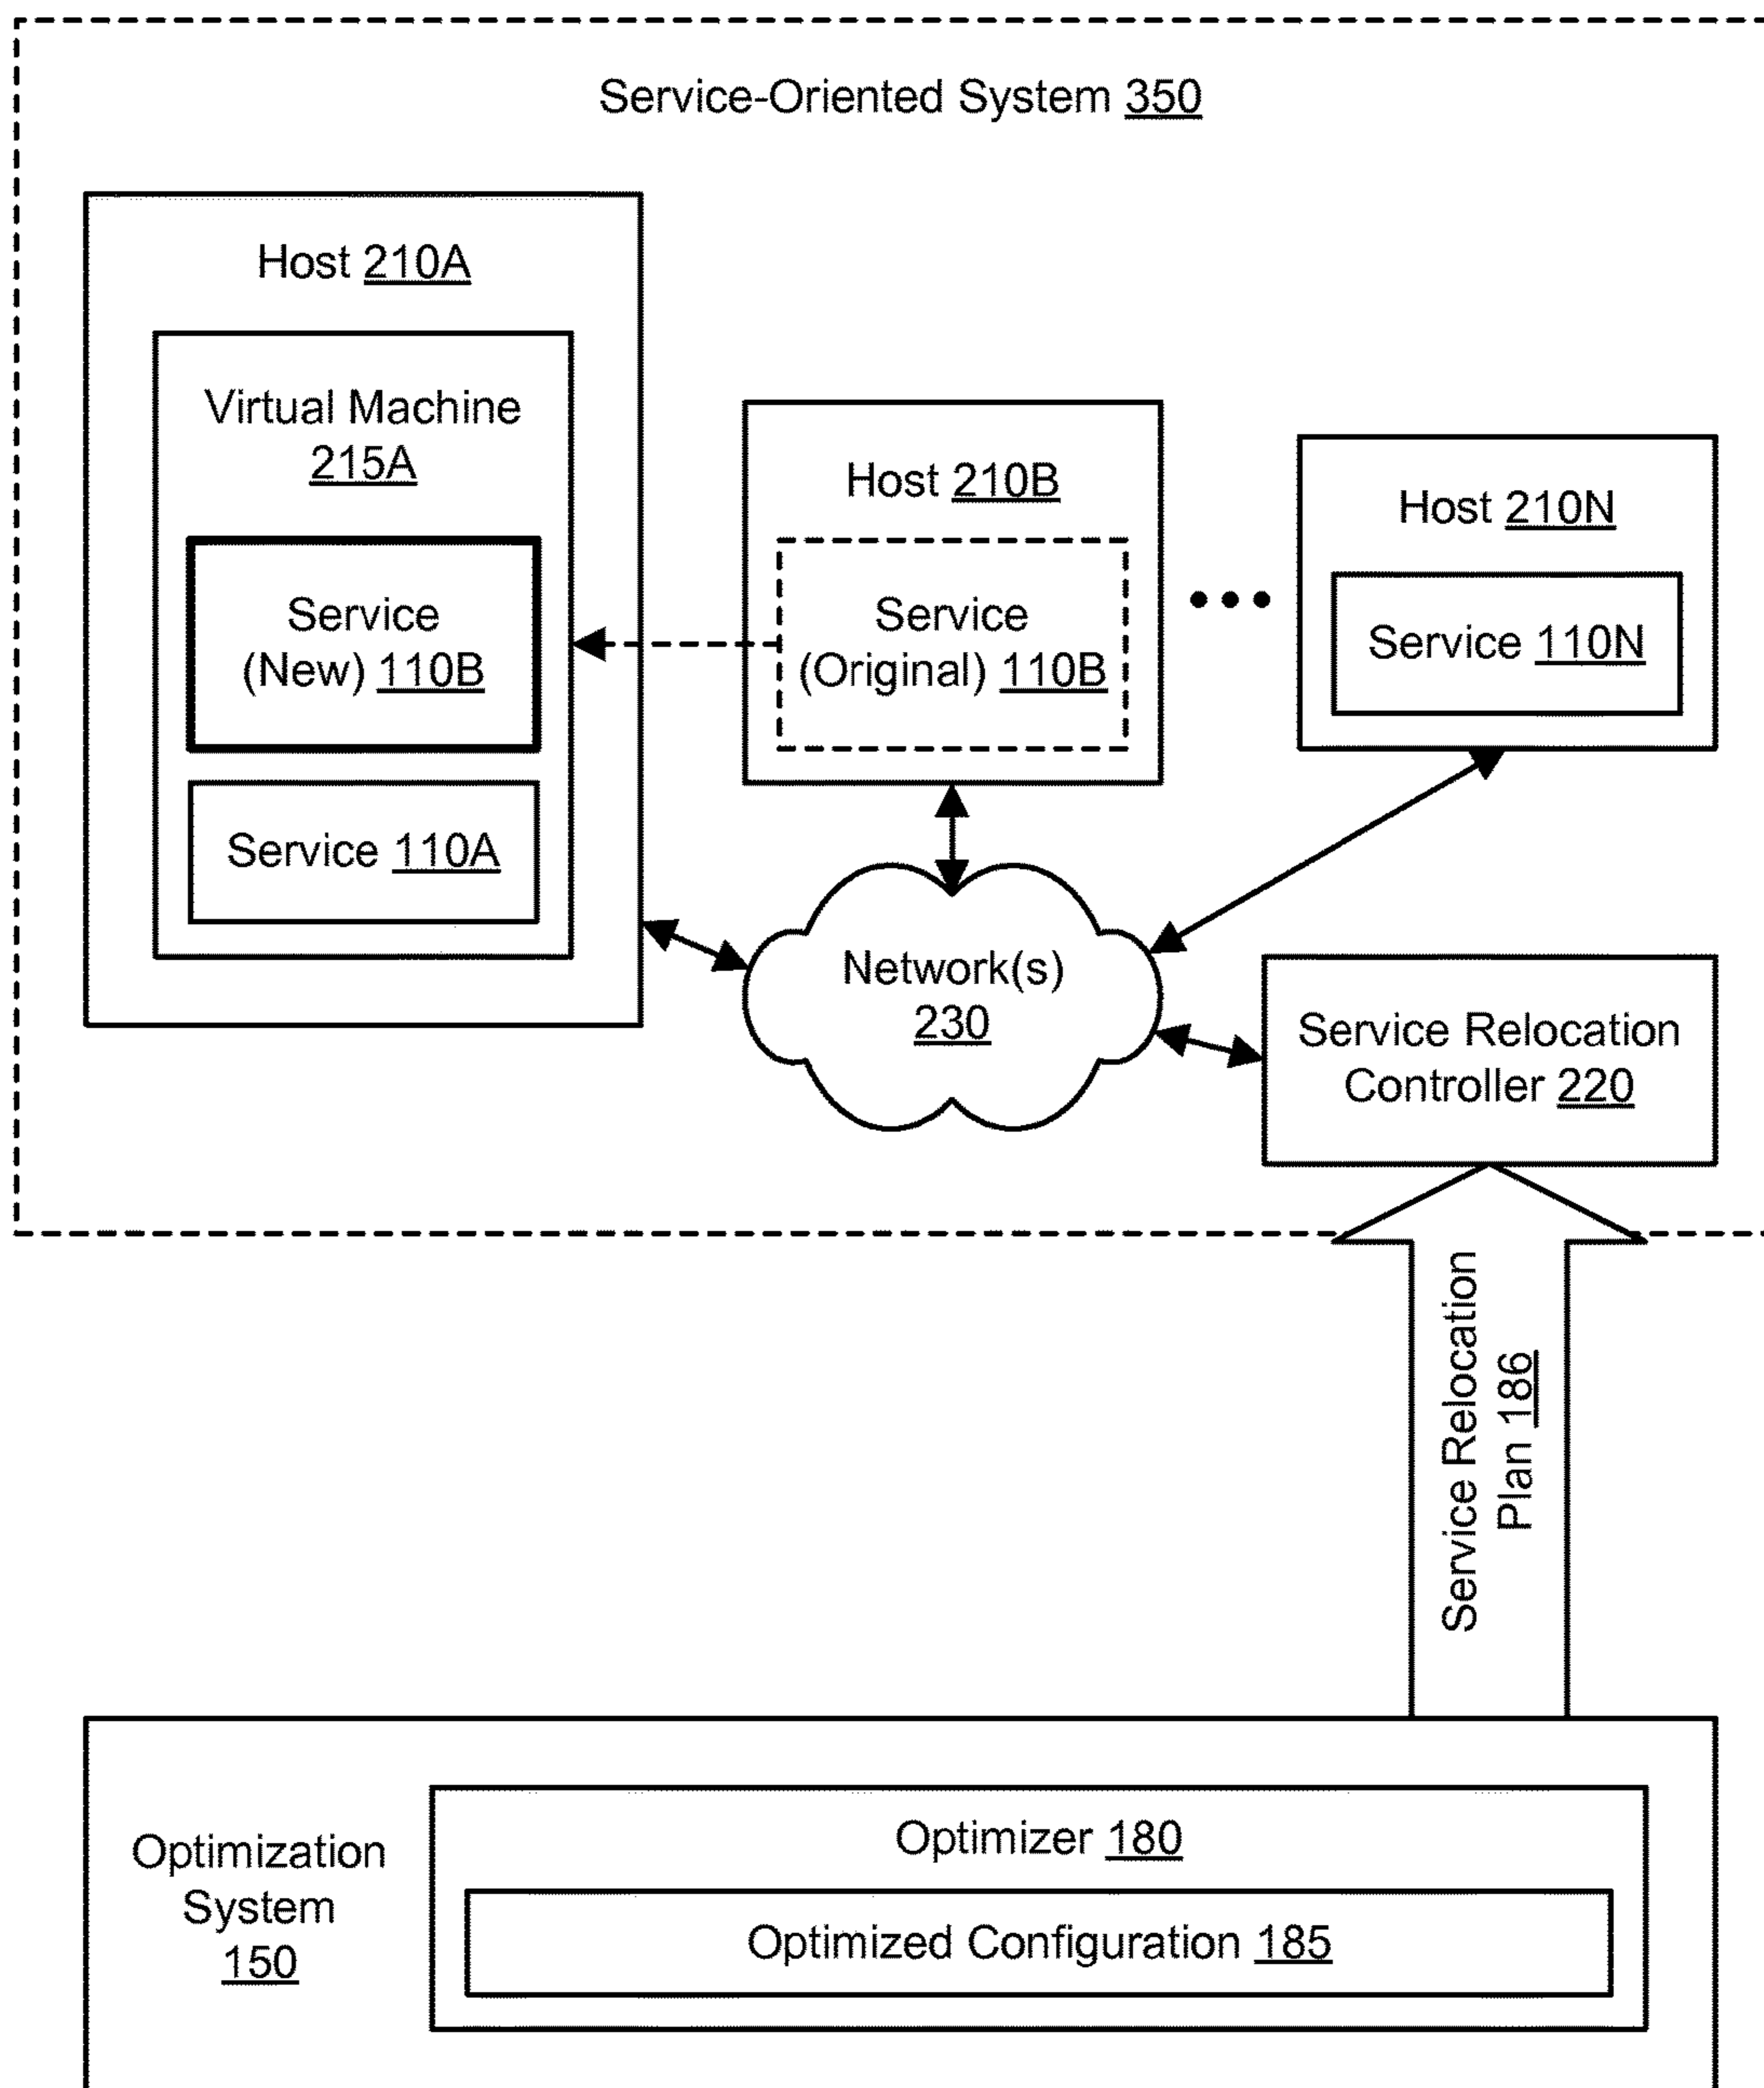 Service-Oriented System 350
Host 210A
Virtual Machine
215A
Service
(New) 110B
Service 110A
Host 210B
Service
(Original) 110B
Host 210N
Service 110N
Network(s)
230
Service Relocation
Controller 220
Service Relocation
Plan 186
Optimization
System
150
Optimizer 180
Optimized Configuration 185